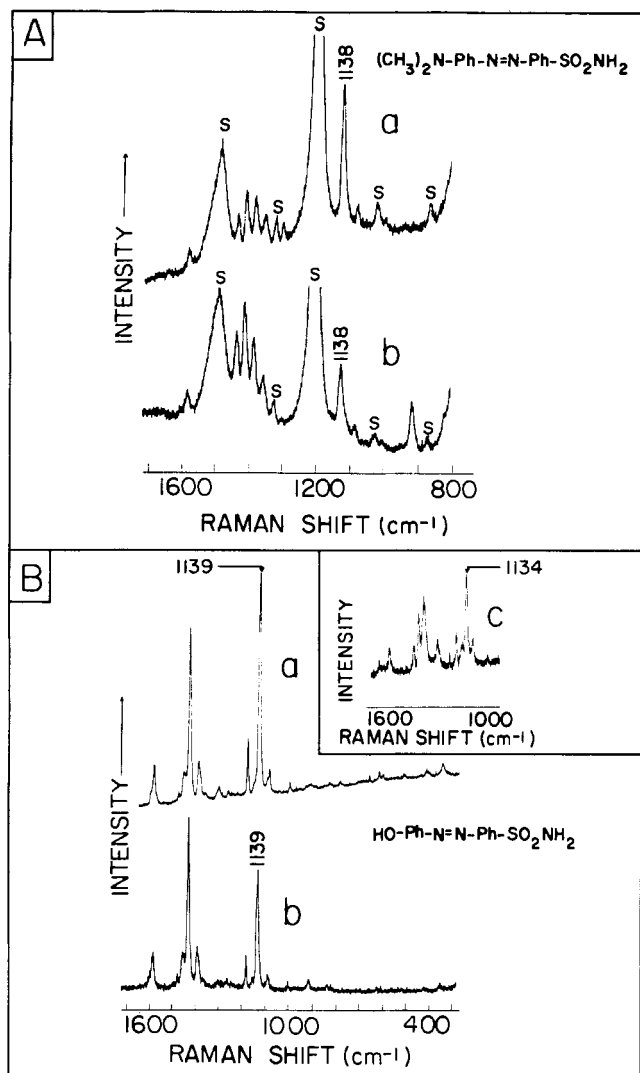 A
(CH3)2N-Ph-N=N-Ph-SO2NH2
S
S
1138
a
S
S
S
INTENSITY
S
S
1138
b
S
S
S
1600
1200
800
RAMAN SHIFT (cm-1)
B
1139
1134
a
c
INTENSITY
1600
1000
RAMAN SHIFT (cm-1)
INTENSITY
HO-Ph-N=N-Ph-SO2NH2
1139
b
1600
1000
400
RAMAN SHIFT (cm-1)